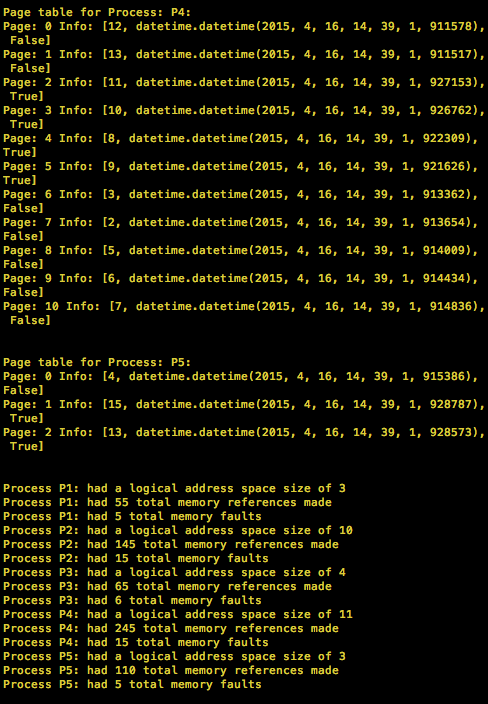 Page table for Process: P4:
Page: 0 Info: [12, datetime.datetime(2015, 4, 16, 14, 39, 1, 911578),
 False]
Page: 1 Info: [13, datetime.datetime(2015, 4, 16, 14, 39, 1, 911517),
 False]
Page: 2 Info: [11, datetime.datetime(2015, 4, 16, 14, 39, 1, 927153),
 True]
Page: 3 Info: [10, datetime.datetime(2015, 4, 16, 14, 39, 1, 926762),
 True]
Page: 4 Info: [8, datetime.datetime(2015, 4, 16, 14, 39, 1, 922309),
True]
Page: 5 Info: [9, datetime.datetime(2015, 4, 16, 14, 39, 1, 921626),
True]
Page: 6 Info: [3, datetime.datetime(2015, 4, 16, 14, 39, 1, 913362),
False]
Page: 7 Info: [2, datetime.datetime(2015, 4, 16, 14, 39, 1, 913654),
False]
Page: 8 Info: [5, datetime.datetime(2015, 4, 16, 14, 39, 1, 914009),
False]
Page: 9 Info: [6, datetime.datetime(2015, 4, 16, 14, 39, 1, 914434),
False]
Page: 10 Info: [7, datetime.datetime(2015, 4, 16, 14, 39, 1, 914836),
 False]
Page table for Process: P5:
Page: 0 Info: [4, datetime.datetime(2015, 4, 16, 14, 39, 1, 915386),
False]
Page: 1 Info: [15, datetime.datetime(2015, 4, 16, 14, 39, 1, 928787),
 True]
Page: 2 Info: [13, datetime.datetime(2015, 4, 16, 14, 39, 1, 928573),
 True]
Process P1: had a logical address space size of 3
Process P1: had 55 total memory references made
Process P1: had 5 total memory faults
Process P2: had a logical address space size of 10
Process P2: had 145 total memory references made
Process P2: had 15 total memory faults
Process P3: had a logical address space size of 4
Process P3: had 65 total memory references made
Process P3: had 6 total memory faults
Process P4: had a logical address space size of 11
Process P4: had 245 total memory references made
Process P4: had 15 total memory faults
Process P5: had a logical address space size of 3
Process P5: had 110 total memory references made
Process P5: had 5 total memory faults